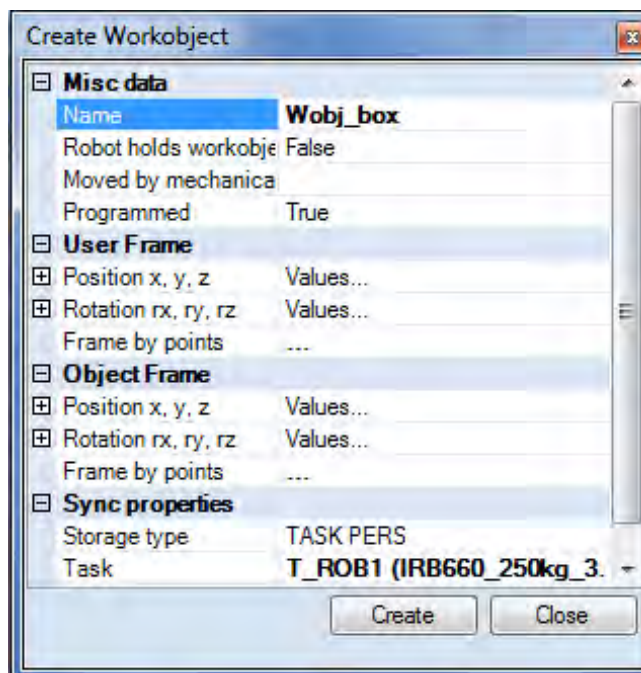 Create Workobject
Misc data
Name Wobj_box
Robot holds workobje False
Moved by mechanica
Programmed True
User Frame
Position x, y, z Values...
Rotation rx, ry, rz Values...
Frame by points ...
Object Frame
Position x, y, z Values...
Rotation rx, ry, rz Values...
Frame by points ...
Sync properties
Storage type TASK PERS
Task T_ROB1 (IRB660_250kg_3.
Create Close